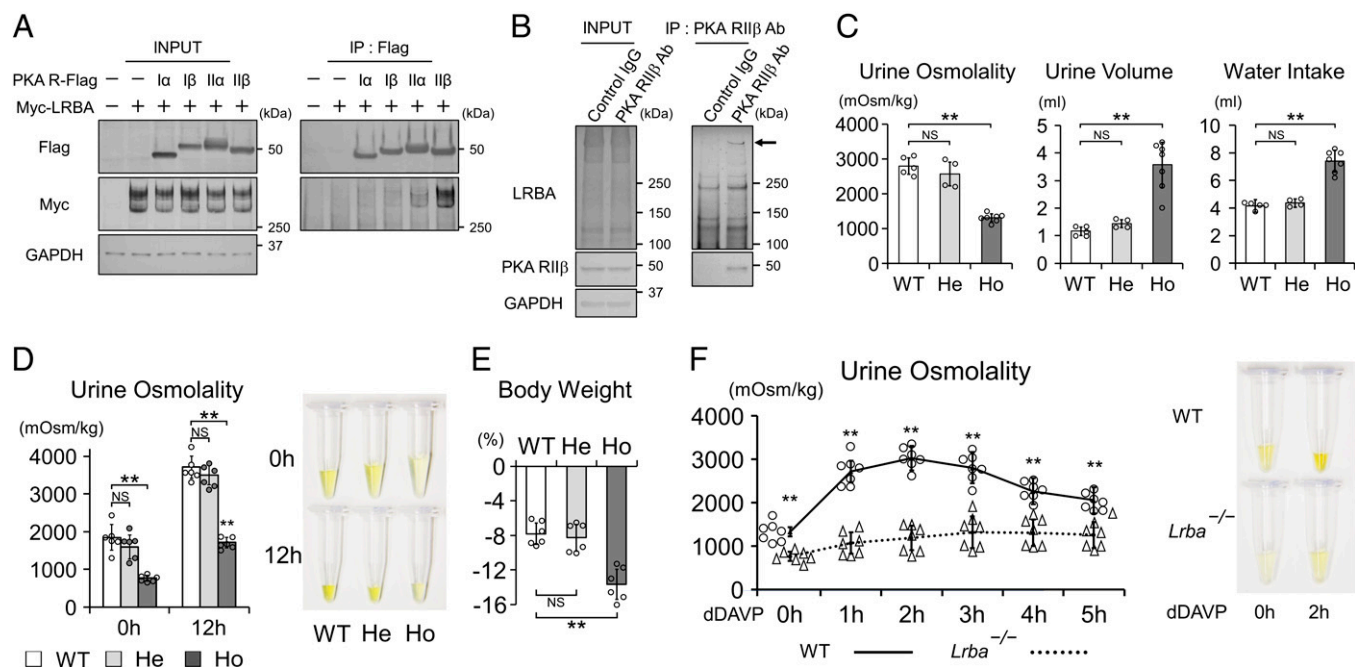 A
INPUT
IP : Flag
PKA R-Flag – – Iα Iβ IIα IIβ – – Iα Iβ IIα IIβ
Myc-LRBA – + + + + + (kDa) – + + + + + (kDa)
Flag 50 50
Myc 250 250
GAPDH 37
B
INPUT
IP : PKA RIIβ Ab
Control IgG PKA RIIβ Ab (kDa) Control IgG PKA RIIβ Ab (kDa)
LRBA
250 250
150 150
100 100
PKA RIIβ 50 50
GAPDH 37
C
Urine Osmolality
(mOsm/kg)
**
NS
4000
3000
2000
1000
0
WT He Ho
Urine Volume
(ml)
**
NS
5
4
3
2
1
0
WT He Ho
Water Intake
(ml)
**
NS
10
8
6
4
2
0
WT He Ho
D
Urine Osmolality
(mOsm/kg)
**
NS
**
NS
**
4000
3000
2000
1000
0
0h 12h
WT He Ho
0h
12h
WT He Ho
E
Body Weight
(%) WT He Ho
0
-4
-8
-12
-16
NS
**
F
Urine Osmolality
(mOsm/kg)
4000
3000
2000
1000
0
** ** ** ** ** **
dDAVP 0h 1h 2h 3h 4h 5h
WT Lrba−/−
WT
Lrba−/−
dDAVP 0h 2h